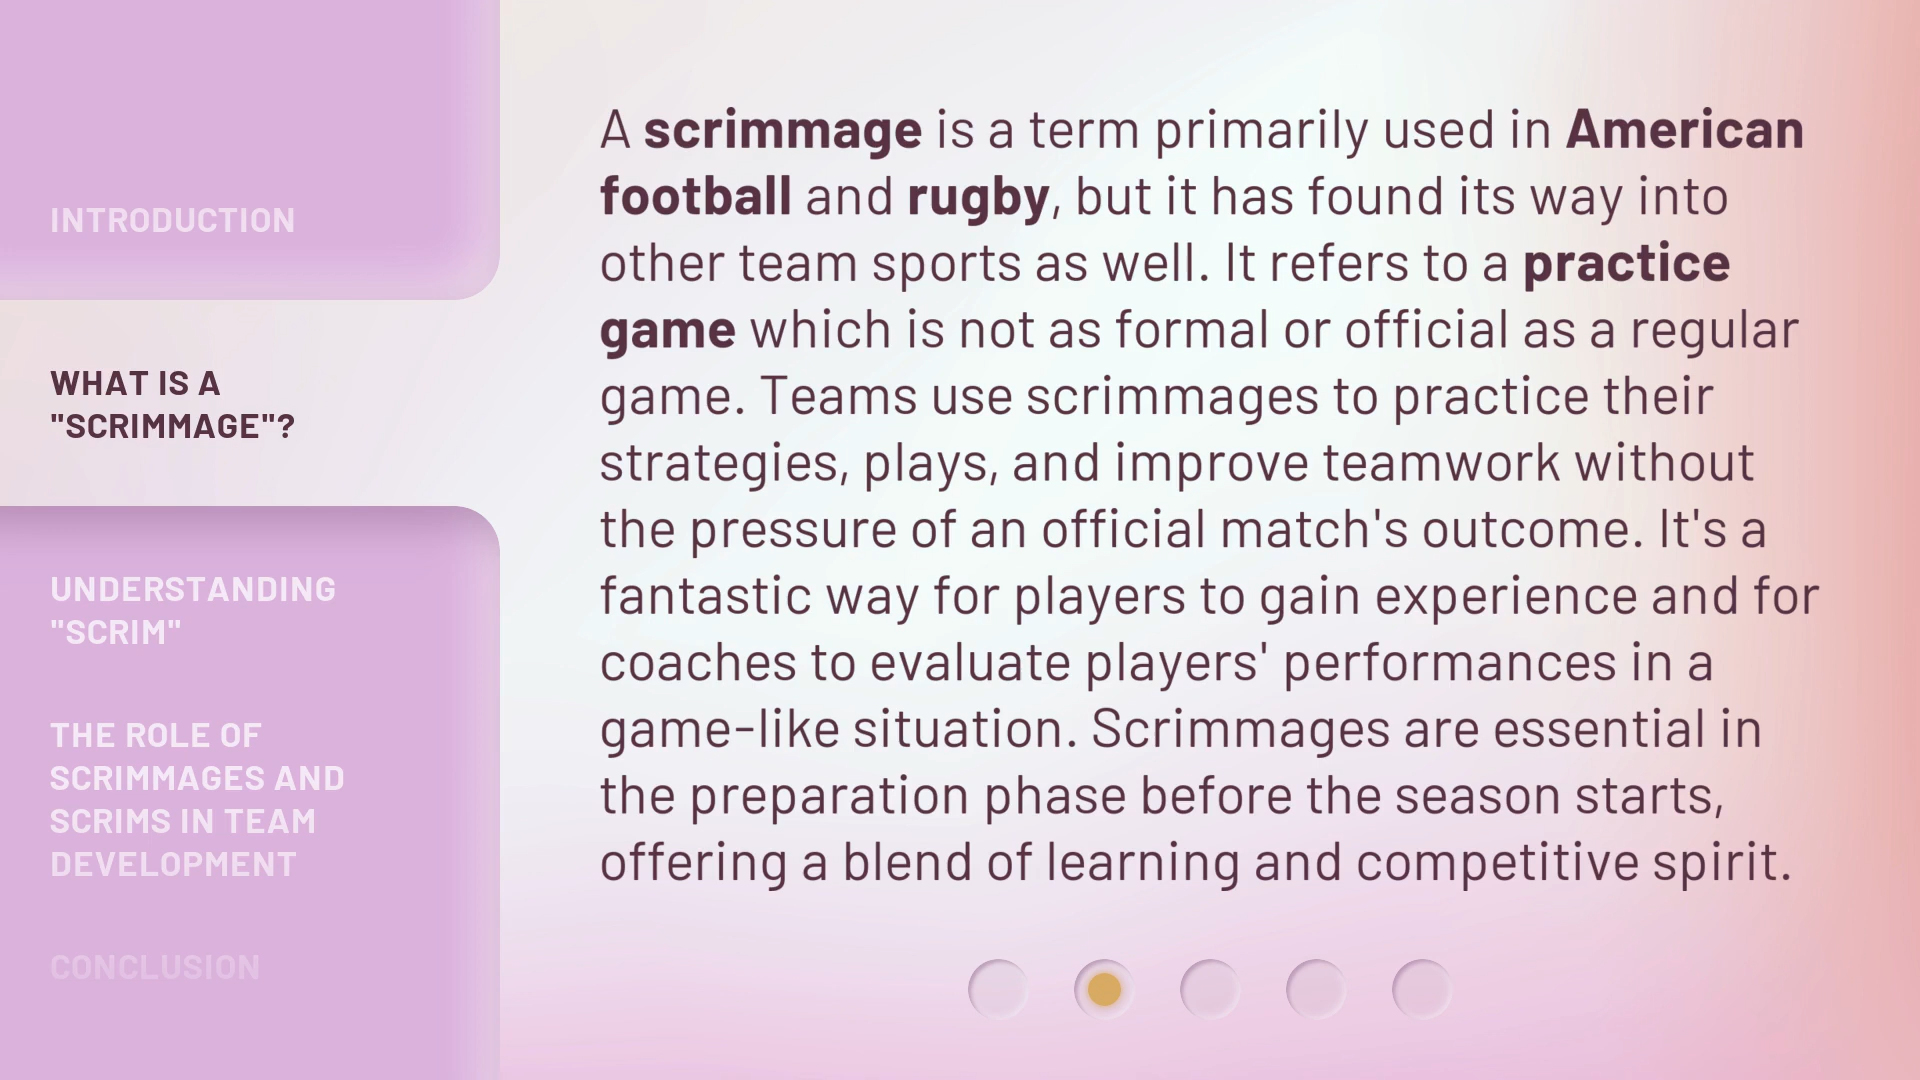 INTRODUCTION
WHAT IS A
"SCRIMMAGE"?
UNDERSTANDING
"SCRIM"
THE ROLE OF
SCRIMMAGES AND
SCRIMS IN TEAM
DEVELOPMENT
CONCLUSION
A scrimmage is a term primarily used in American
football and rugby, but it has found its way into
other team sports as well. It refers to a practice
game which is not as formal or official as a regular
game. Teams use scrimmages to practice their
strategies, plays, and improve teamwork without
the pressure of an official match's outcome. It's a
fantastic way for players to gain experience and for
coaches to evaluate players' performances in a
game-like situation. Scrimmages are essential in
the preparation phase before the season starts,
offering a blend of learning and competitive spirit.